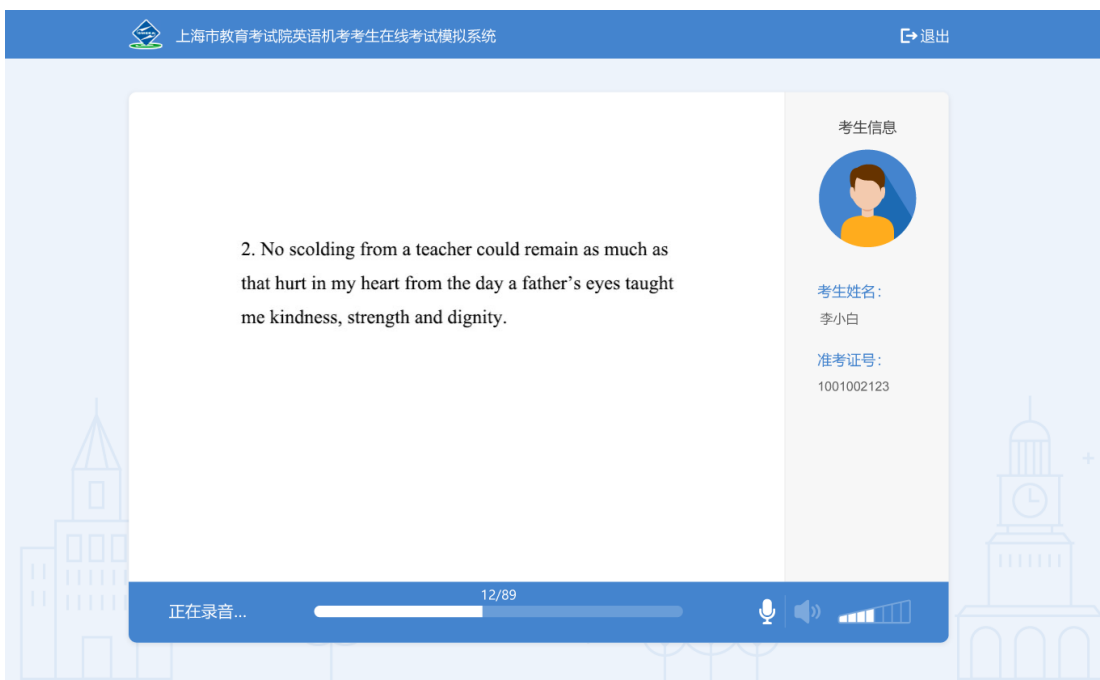 上海市教育考试院英语机考考生在线考试模拟系统
退出
2. No scolding from a teacher could remain as much as
that hurt in my heart from the day a father’s eyes taught
me kindness, strength and dignity.
考生信息
考生姓名：
李小白
准考证号：
1001002123
正在录音...
12/89